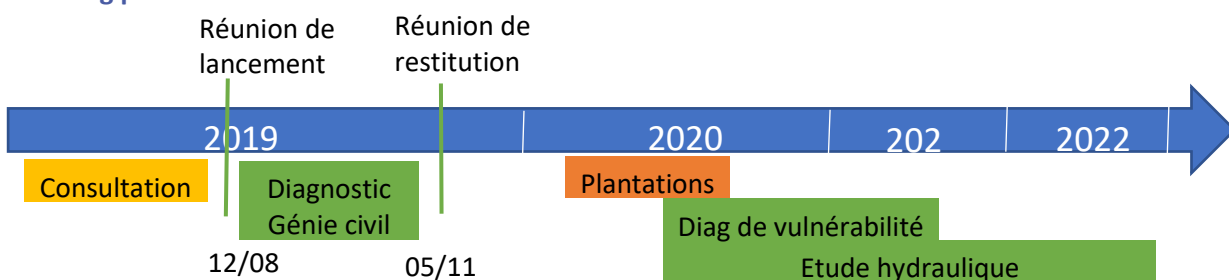 Réunion de
lancement
Réunion de
restitution
2019
2020
202
2022
Consultation
Diagnostic
Génie civil
Plantations
Diag de vulnérabilité
12/08
05/11
Etude hydraulique